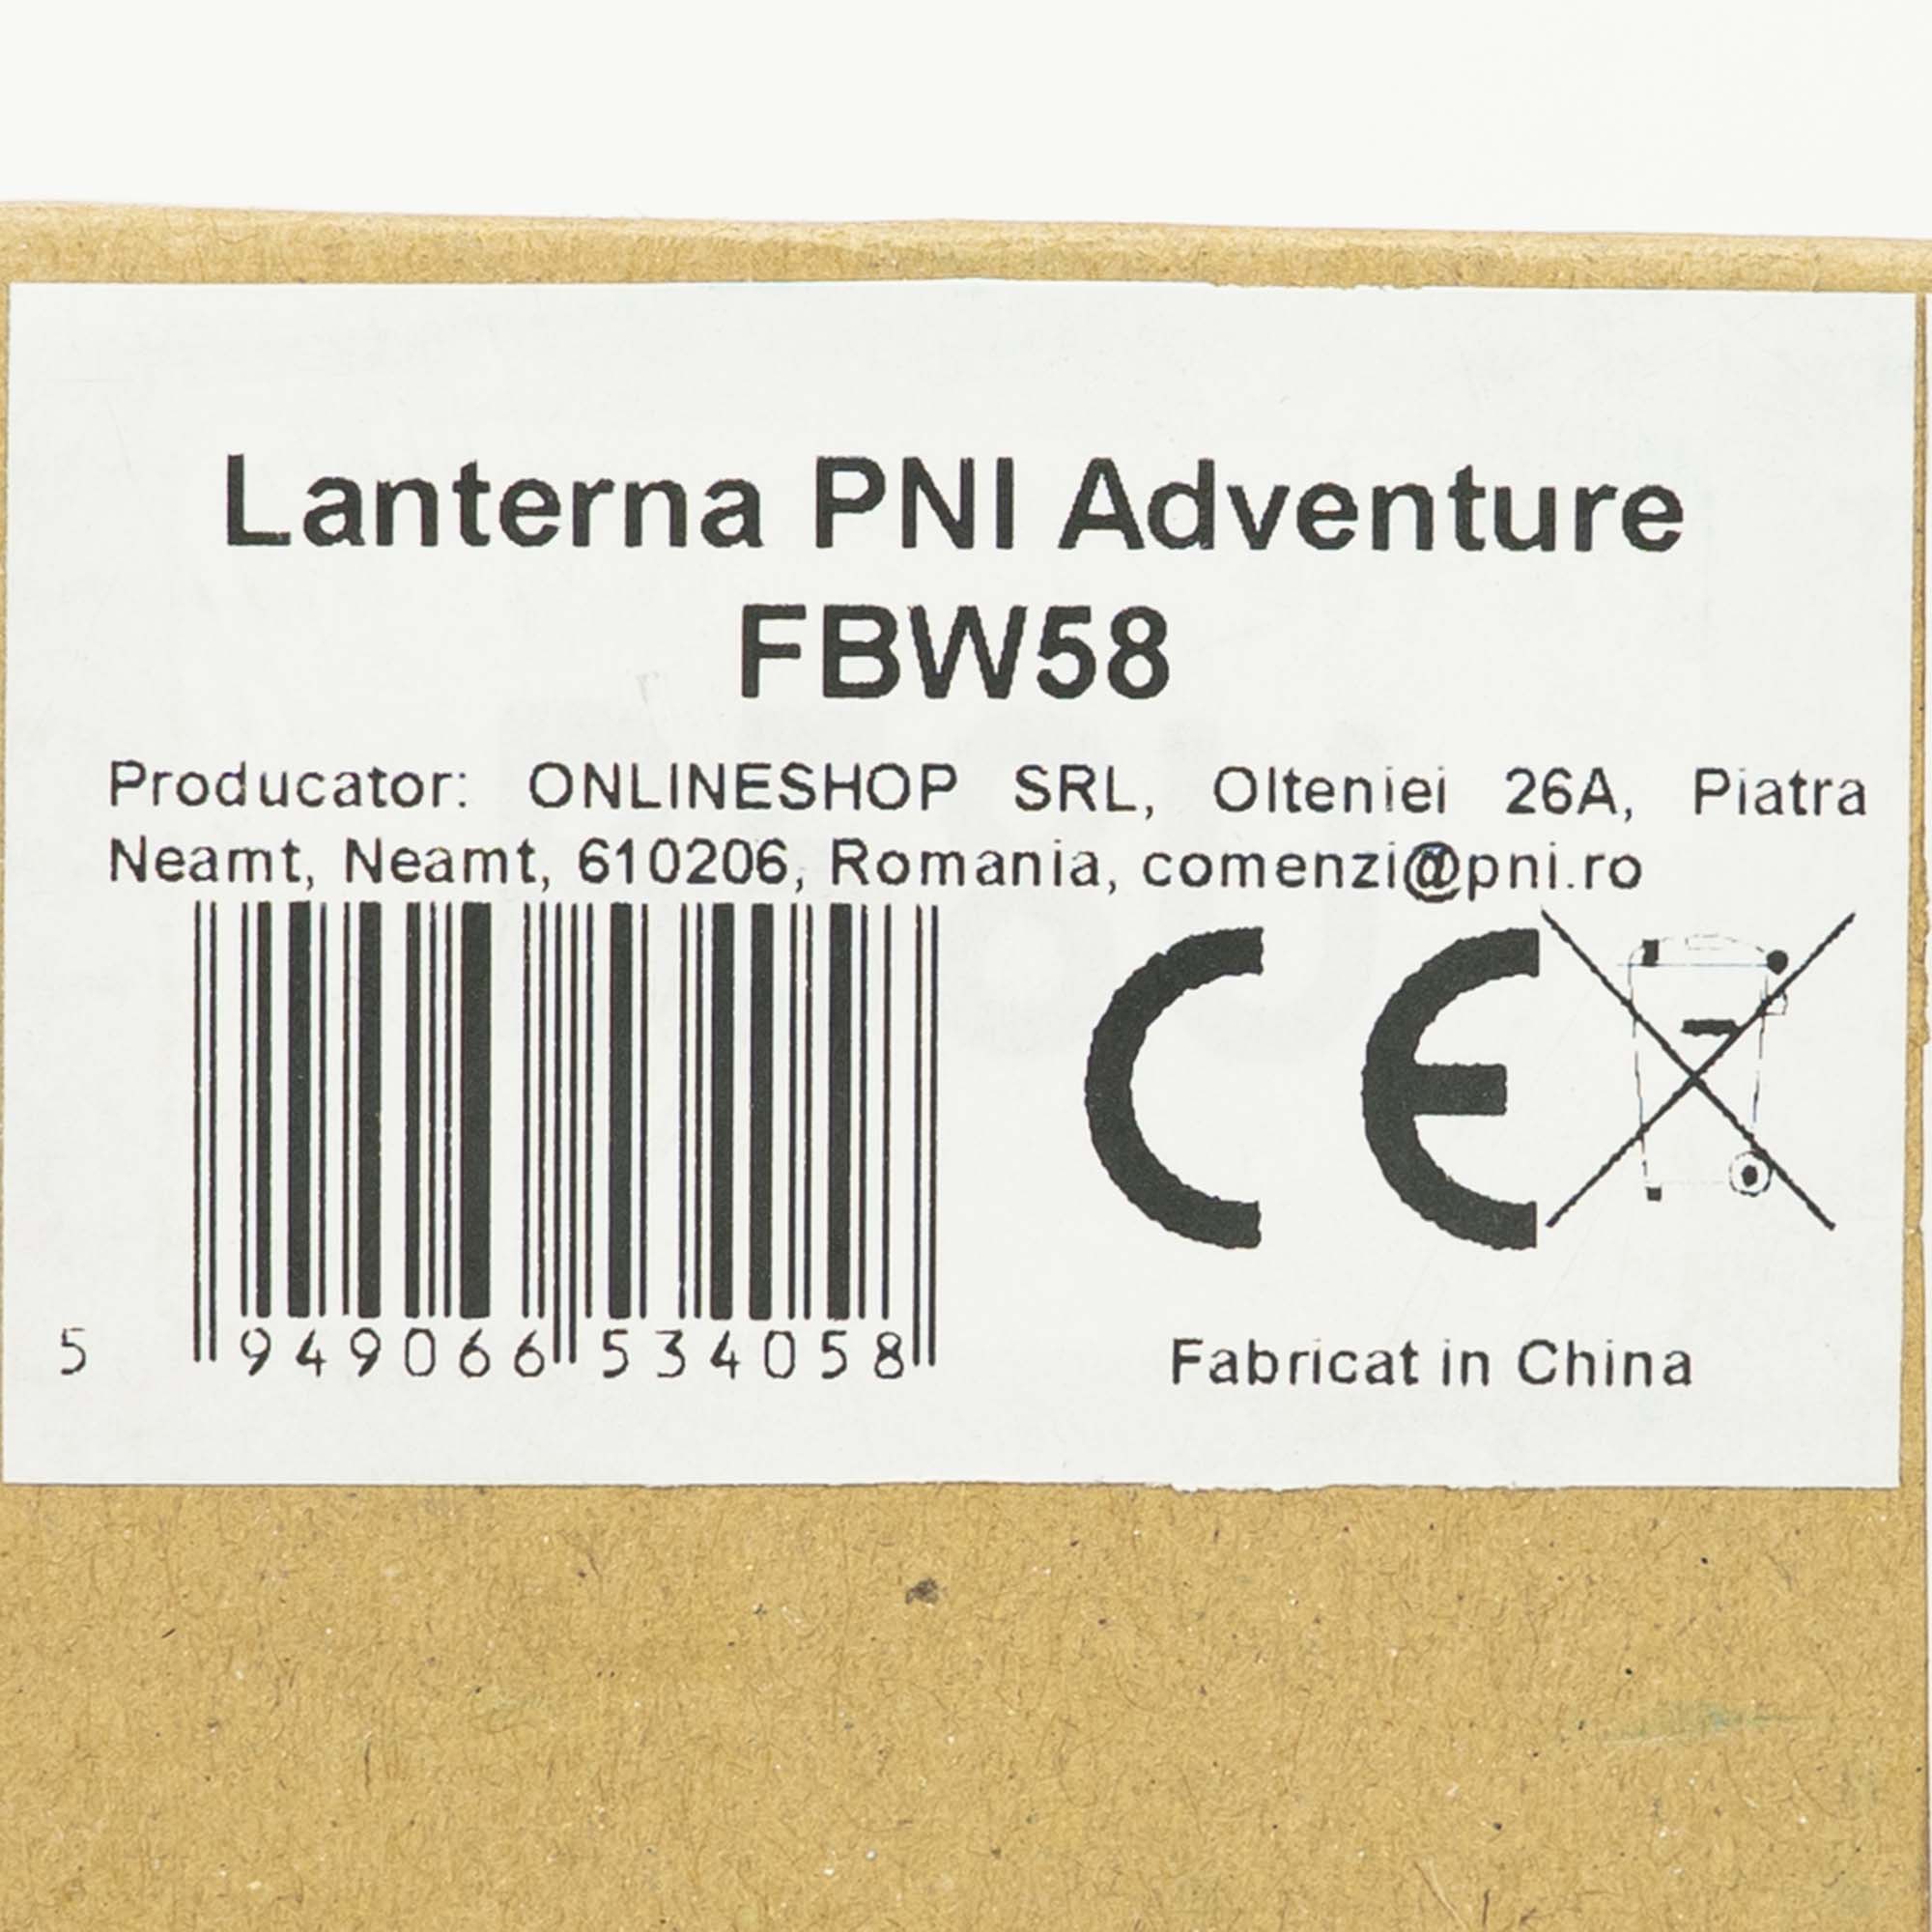 Lanterna PNI Adventure
FBW58
Producator: ONLINESHOP SRL, Olteniei 26A, Piatra
Neamt, Neamt, 610206, Romania, comenzi@pni.ro
CE
5 949066 534058
Fabricat in China